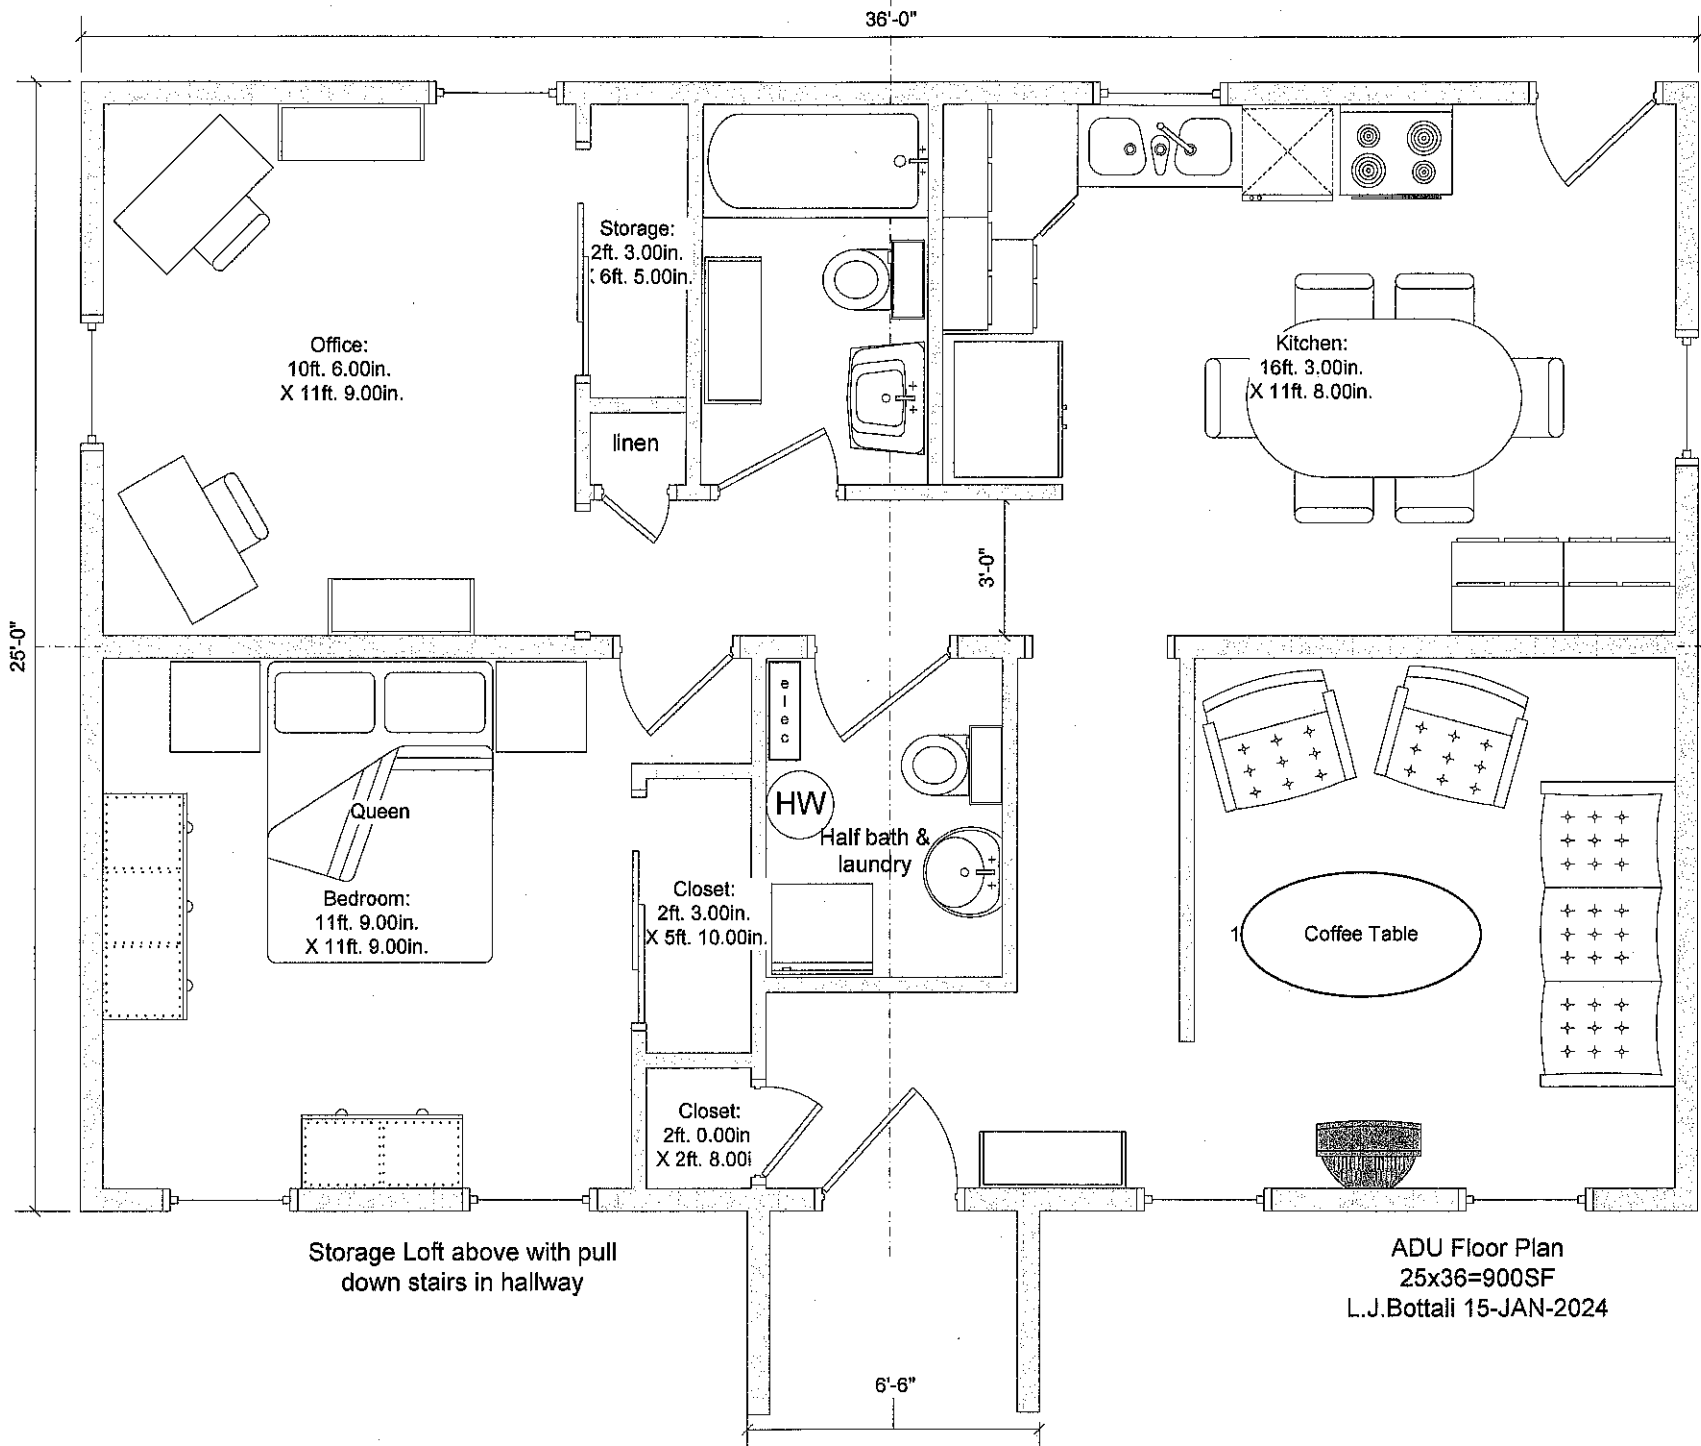 36'-0"
Storage:
2ft. 3.00in.
X 6ft. 5.00in.
Office:
10ft. 6.00in.
X 11ft. 9.00in.
Kitchen:
16ft. 3.00in.
X 11ft. 8.00in.
linen
3'-0"
25'-0"
elec
HW
Queen
Half bath &
laundry
Bedroom:
11ft. 9.00in.
X 11ft. 9.00in.
Closet:
2ft. 3.00in.
X 5ft. 10.00in.
1
Coffee Table
Closet:
2ft. 0.00in
X 2ft. 8.00i
Storage Loft above with pull
down stairs in hallway
ADU Floor Plan
25x36=900SF
L.J.Bottali 15-JAN-2024
6'-6"